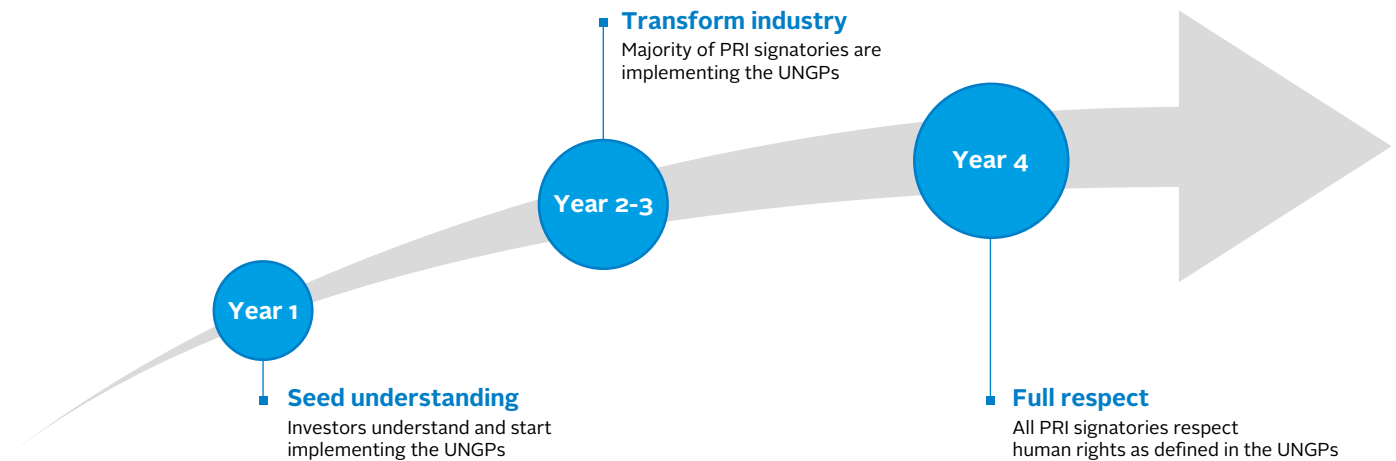 Transform industry
Majority of PRI signatories are
implementing the UNGPs
Year 4
Year 2-3
Year 1
Seed understanding
Investors understand and start
implementing the UNGPs
Full respect
All PRI signatories respect
human rights as defined in the UNGPs